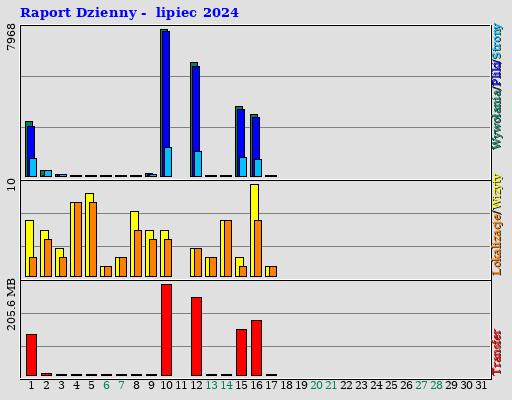 Raport Dzienny - lipiec 2024
7968
Wywołania/Pliki/Strony
10
Lokalizacje/Wizyty
205.6 MB
Transfer
1 2 3 4 5 6 7 8 9 10 11 12 13 14 15 16 17 18 19 20 21 22 23 24 25 26 27 28 29 30 31